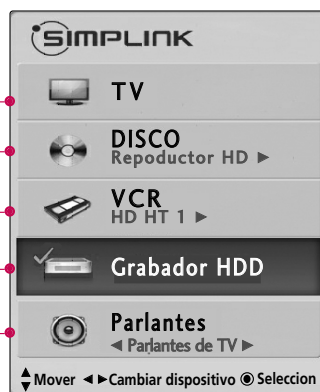 SIMPLINK
TV
DISCO
Repoductor HD ►
VCR
HD HT 1 ►
Grabador HDD
Parlantes
◄ Parlantes de TV ►
▲▼ Mover ◄ ► Cambiar dispositivo ◉ Seleccion